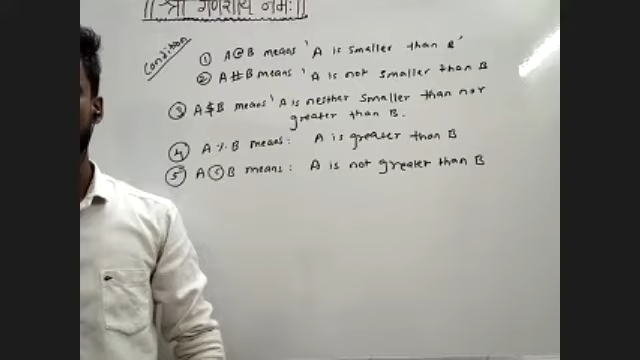 || श्री गणेशाय नमः ||
Condition
① A@B means 'A is smaller than B'
② A#B means 'A is not smaller than B
③ A$B means 'A is neither smaller than nor
greater than B.
④ A % B means: A is greater than B
⑤ A Ⓢ B means: A is not greater than B